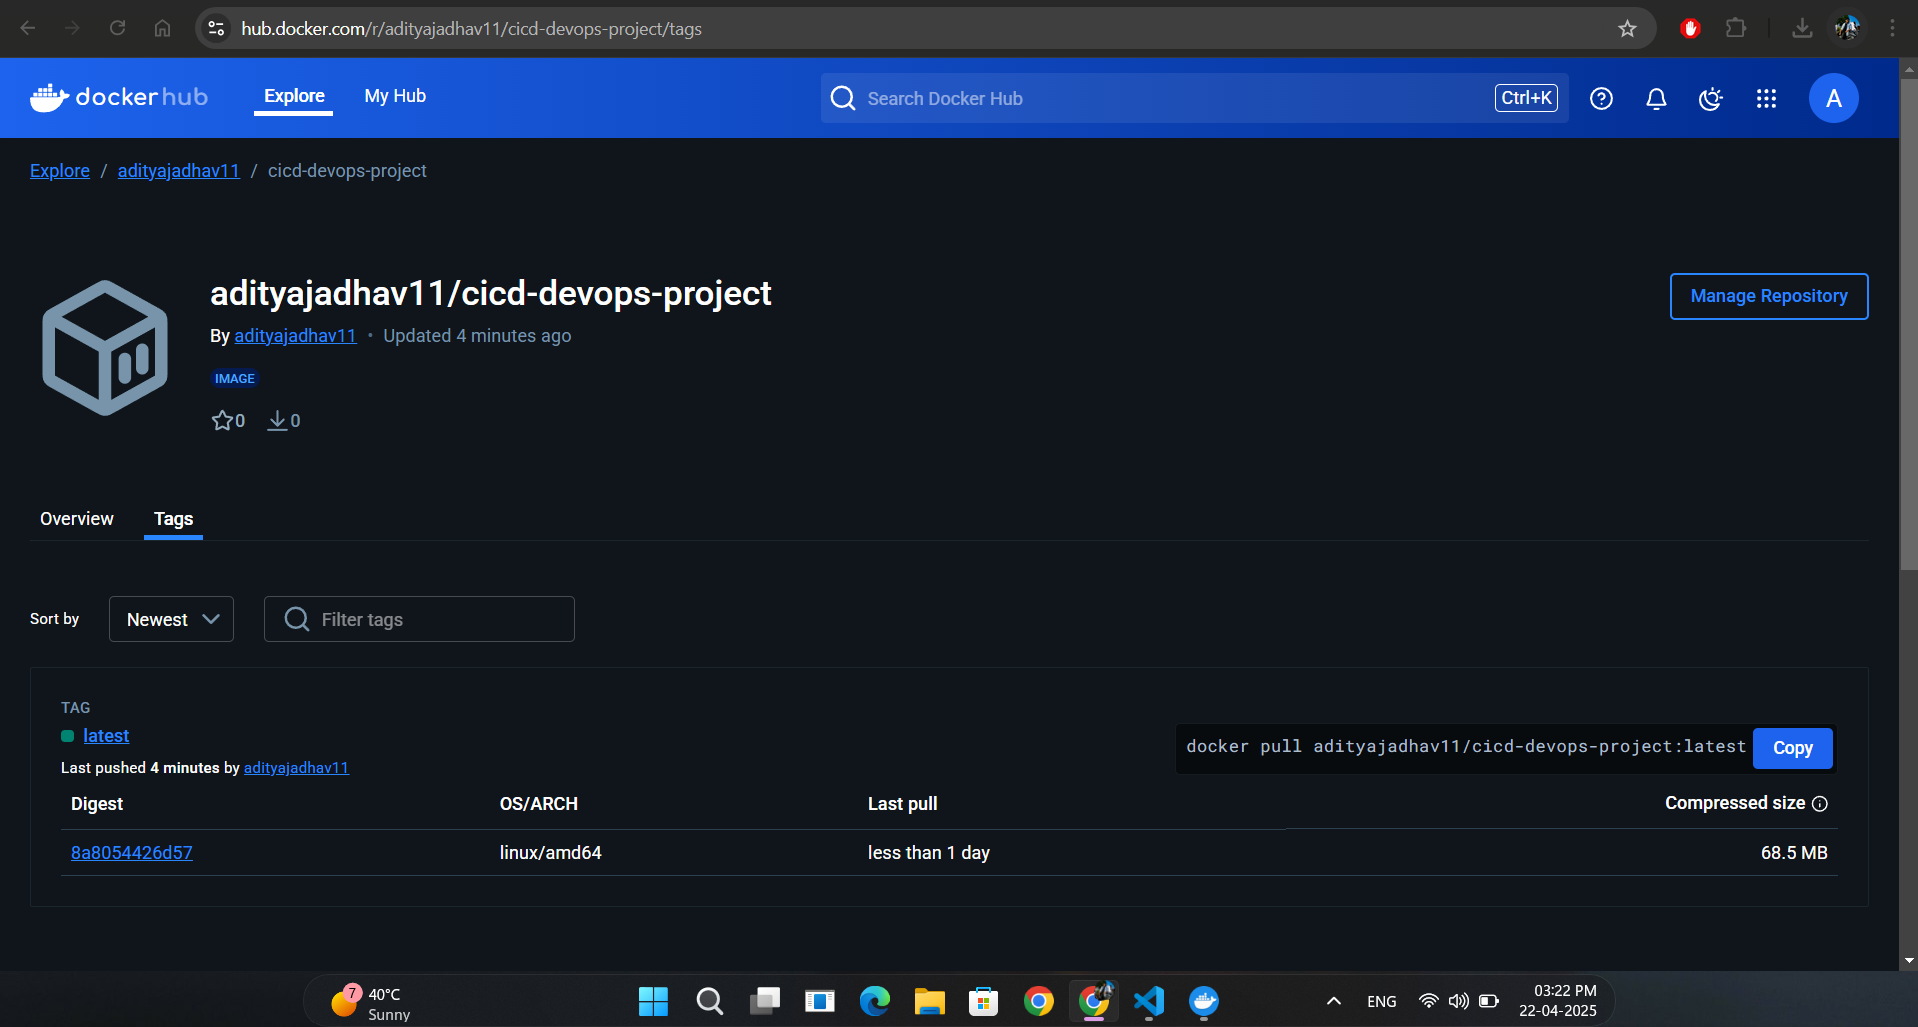 hub.docker.com/r/adityajadhav11/cicd-devops-project/tags
dockerhub
Explore
My Hub
Search Docker Hub
Ctrl+K
A
Explore / adityajadhav11 / cicd-devops-project
adityajadhav11/cicd-devops-project
Manage Repository
By adityajadhav11 • Updated 4 minutes ago
IMAGE
0
0
Overview
Tags
Sort by
Newest
Filter tags
TAG
latest
docker pull adityajadhav11/cicd-devops-project:latest
Copy
Last pushed 4 minutes by adityajadhav11
Digest
OS/ARCH
Last pull
Compressed size
8a8054426d57
linux/amd64
less than 1 day
68.5 MB
7
40°C
Sunny
ENG
03:22 PM
22-04-2025